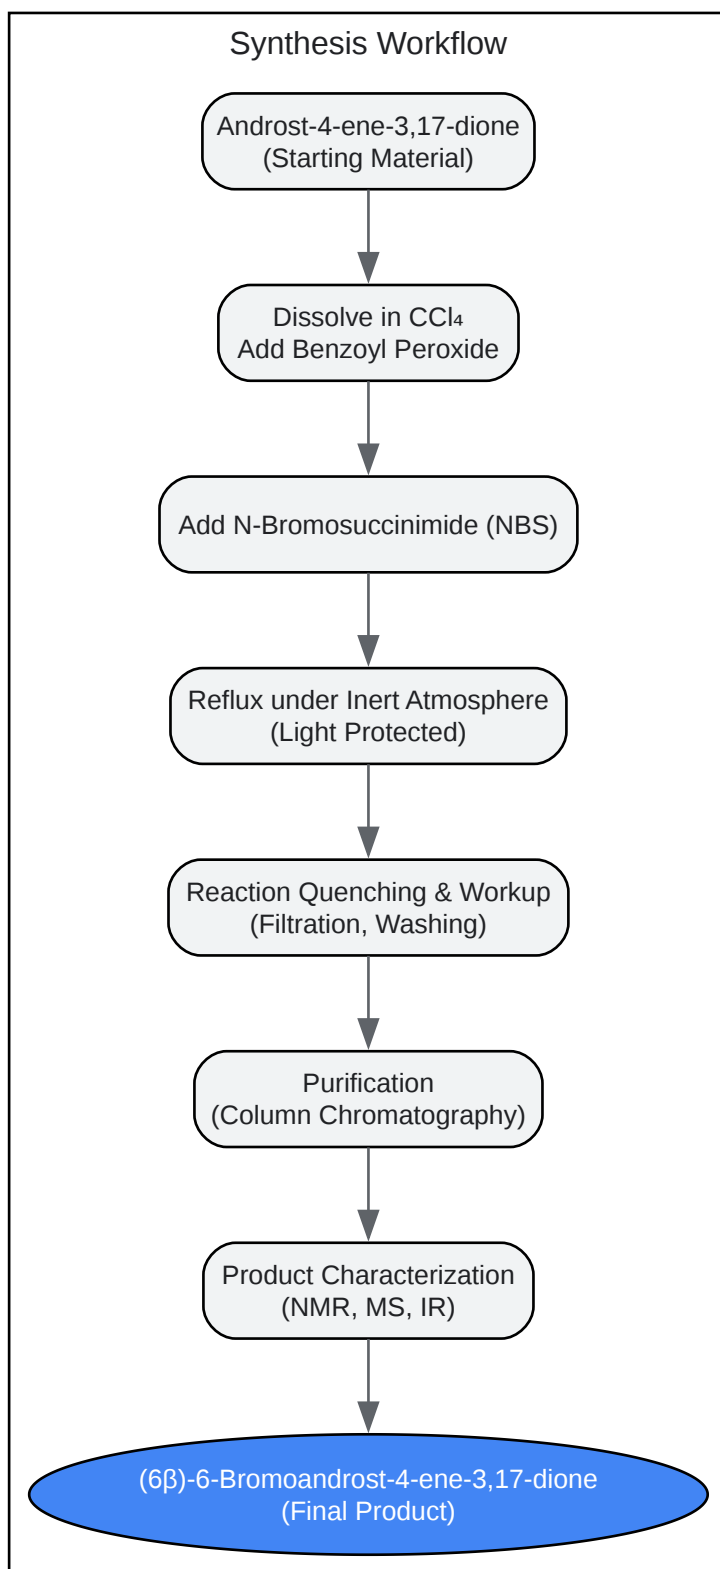 Synthesis Workflow
Androst-4-ene-3,17-dione
(Starting Material)
Dissolve in CCl₄
Add Benzoyl Peroxide
Add N-Bromosuccinimide (NBS)
Reflux under Inert Atmosphere
(Light Protected)
Reaction Quenching & Workup
(Filtration, Washing)
Purification
(Column Chromatography)
Product Characterization
(NMR, MS, IR)
(6β)-6-Bromoandrost-4-ene-3,17-dione
(Final Product)